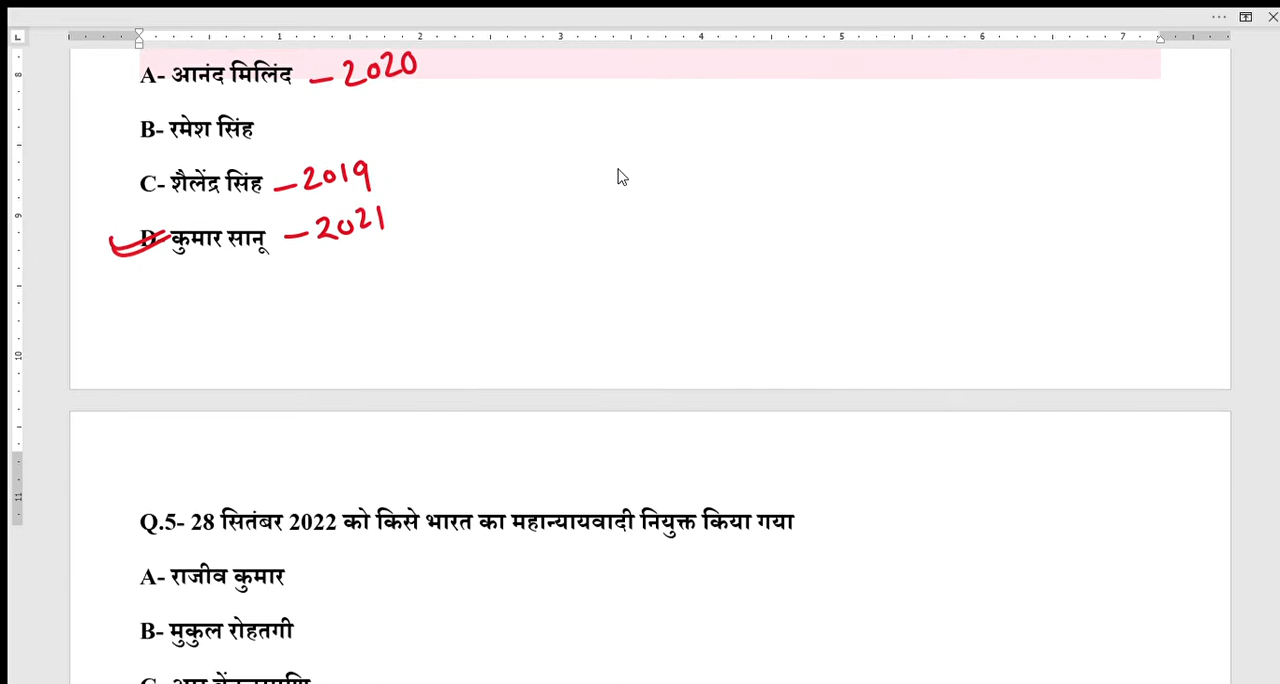 A- आनंद मिलिंद – 2020
B- रमेश सिंह
C- शैलेंद्र सिंह – 2019
D- कुमार सानू – 2021
Q.5- 28 सितंबर 2022 को किसे भारत का महान्यायवादी नियुक्त किया गया
A- राजीव कुमार
B- मुकुल रोहतगी